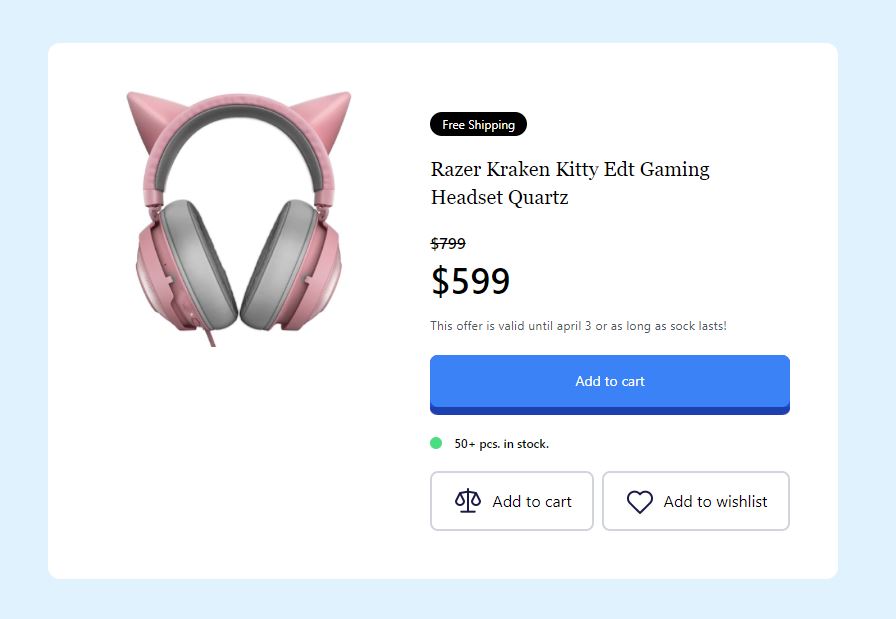 Free Shipping
Razer Kraken Kitty Edt Gaming
Headset Quartz
$799
$599
This offer is valid until april 3 or as long as sock lasts!
Add to cart
50+ pcs. in stock.
Add to cart
Add to wishlist